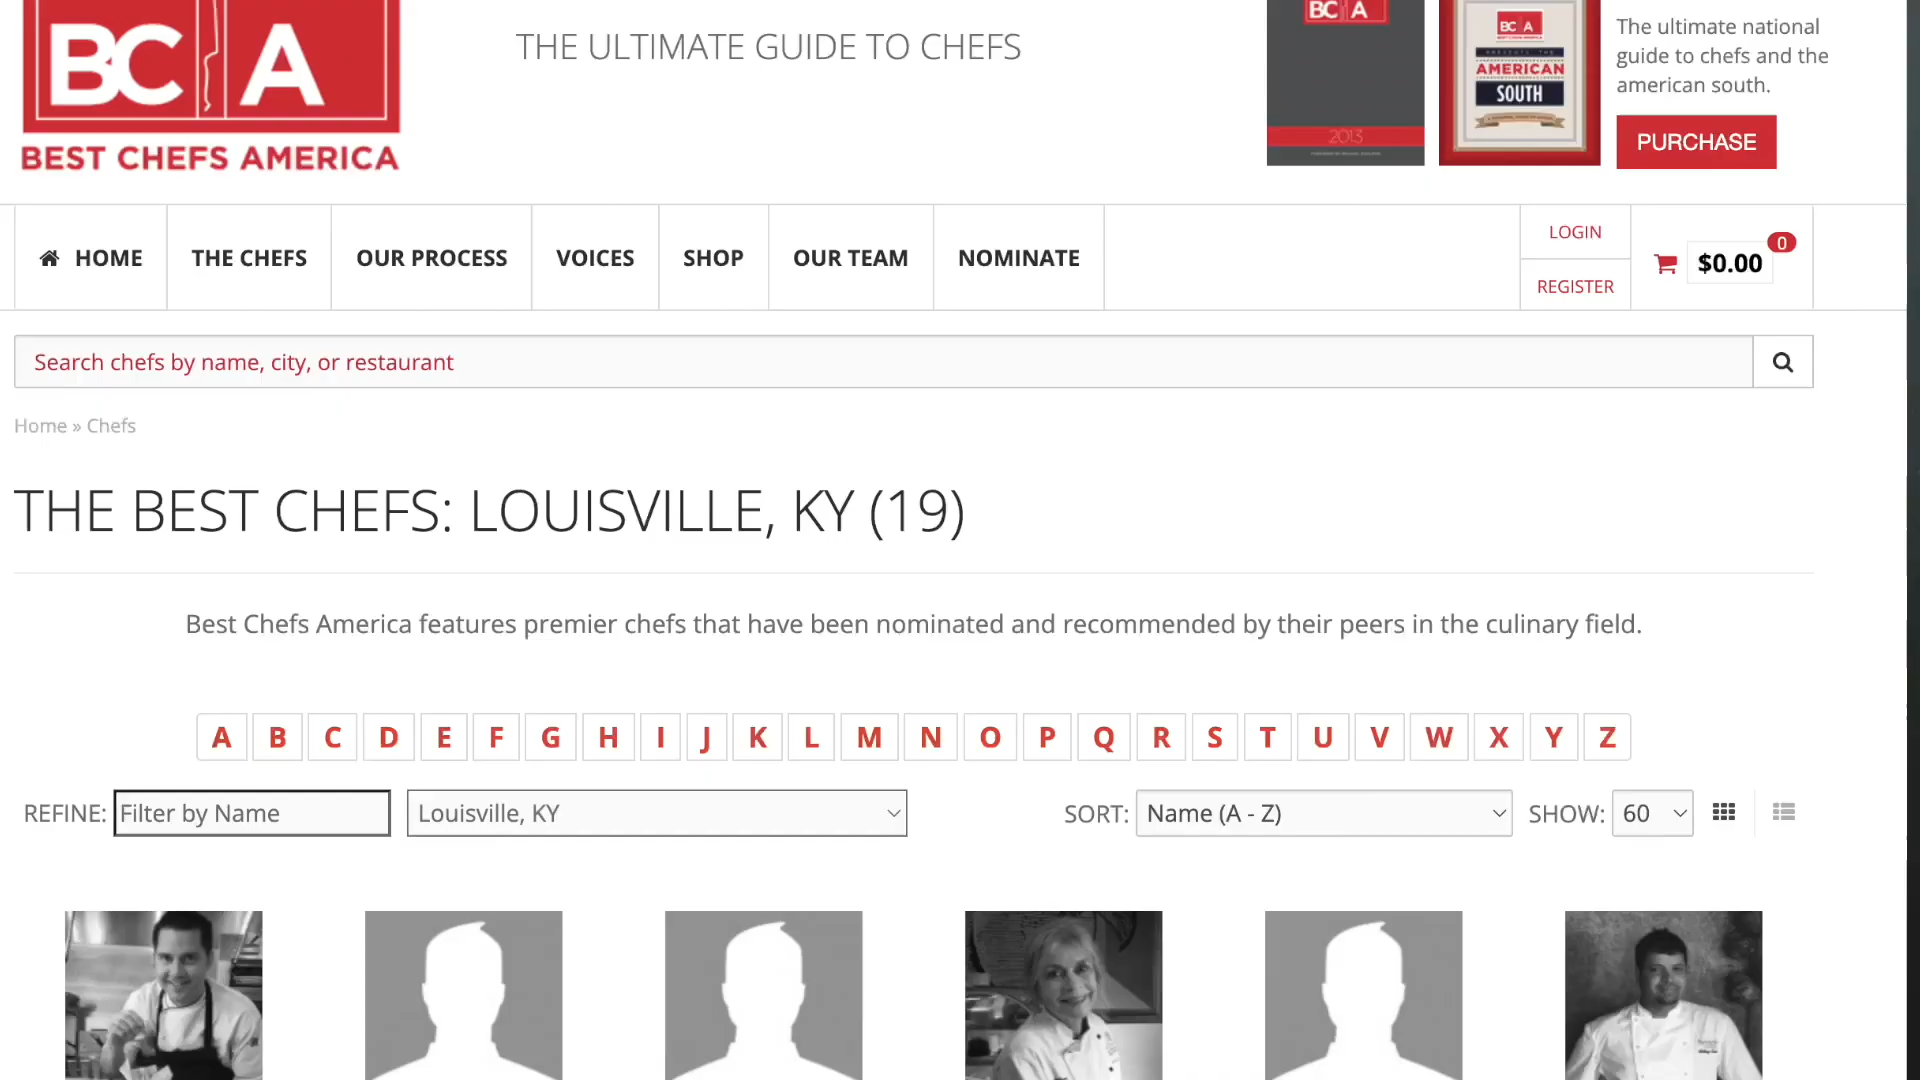 BC A
BEST CHEFS AMERICA
THE ULTIMATE GUIDE TO CHEFS
BC A
2013
BC A
PRESENTS THE
AMERICAN
SOUTH
The ultimate national
guide to chefs and the
american south.
PURCHASE
HOME
THE CHEFS
OUR PROCESS
VOICES
SHOP
OUR TEAM
NOMINATE
LOGIN
REGISTER
$0.00
0
Search chefs by name, city, or restaurant
Home » Chefs
THE BEST CHEFS: LOUISVILLE, KY (19)
Best Chefs America features premier chefs that have been nominated and recommended by their peers in the culinary field.
A B C D E F G H I J K L M N O P Q R S T U V W X Y Z
REFINE: Filter by Name Louisville, KY SORT: Name (A - Z) SHOW: 60